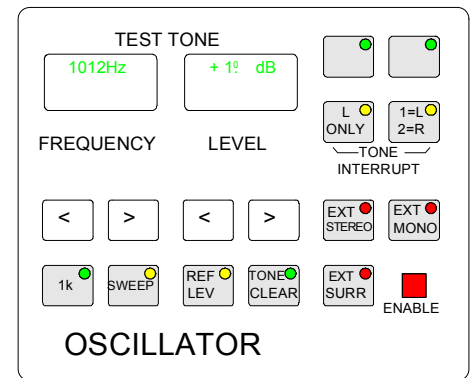 TEST TONE
1012Hz
+ 10 dB
FREQUENCY
LEVEL
L
ONLY
1=L
2=R
TONE
INTERRUPT
<
>
<
>
EXT
STEREO
EXT
MONO
1k
SWEEP
REF
LEV
TONE
CLEAR
EXT
SURR
ENABLE
OSCILLATOR